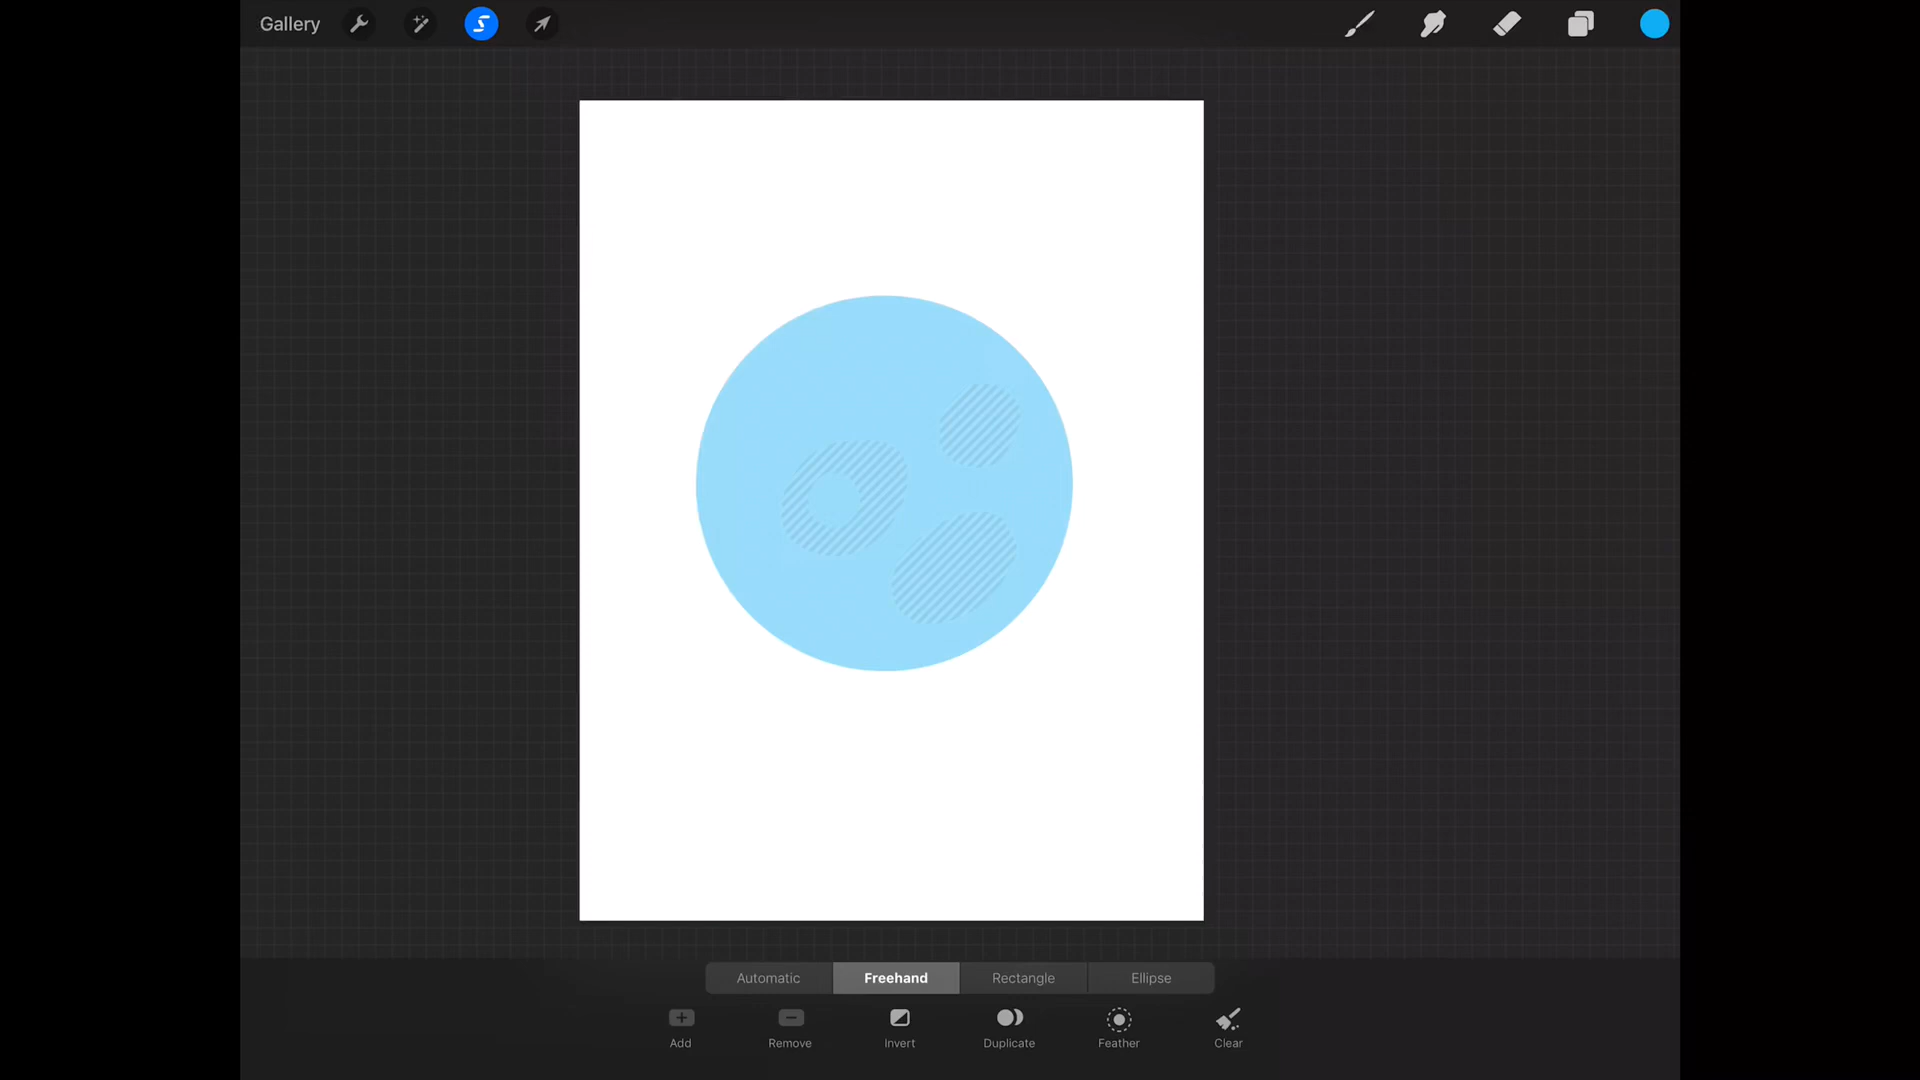 Gallery
Automatic Freehand Rectangle Ellipse
Add Remove Invert Duplicate Feather Clear